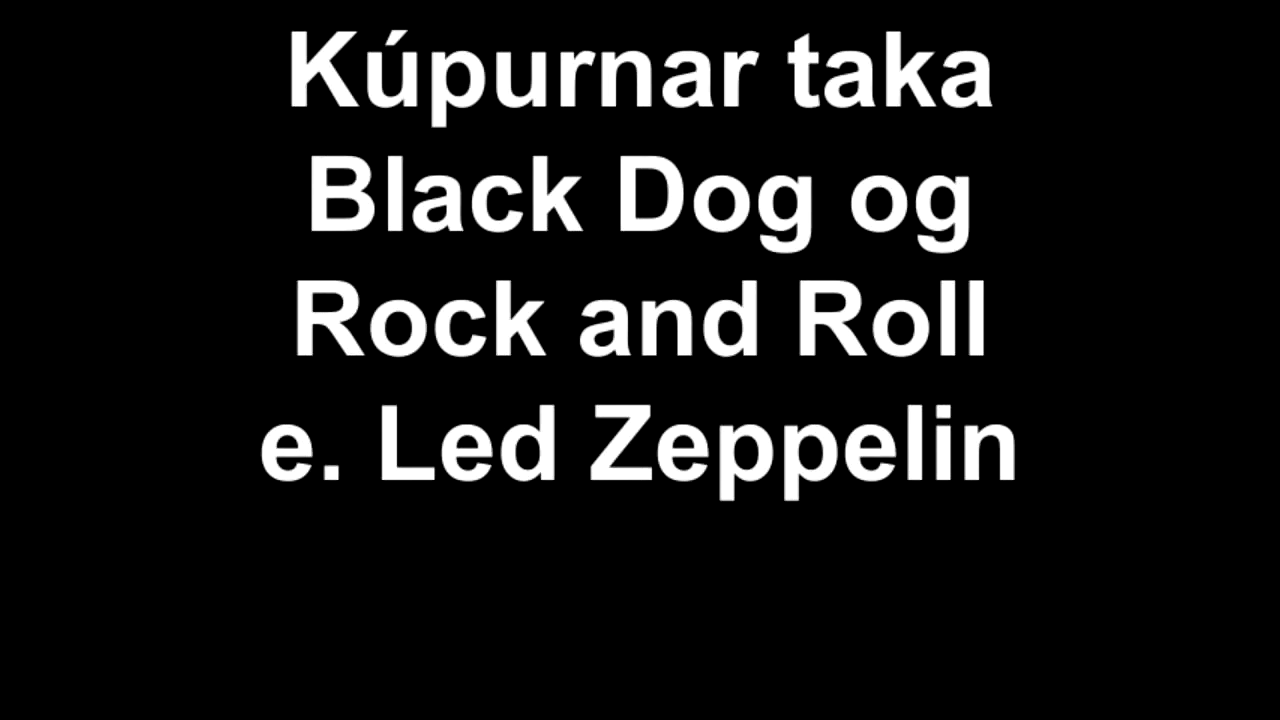 Kúpurnar taka
Black Dog og
Rock and Roll
e. Led Zeppelin